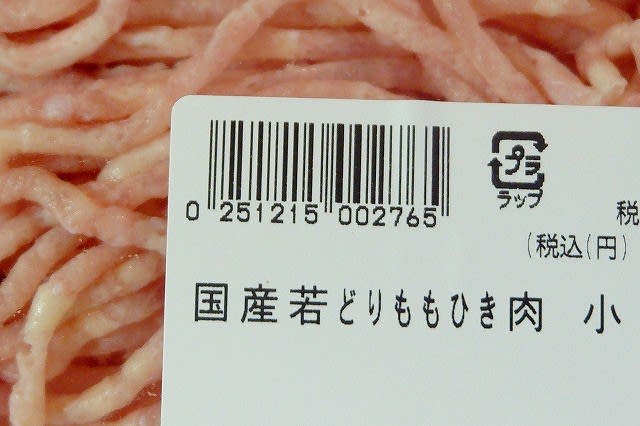 0 251215 002765
プラ
ラップ
税
(税込(円)
国産若どりももひき肉 小